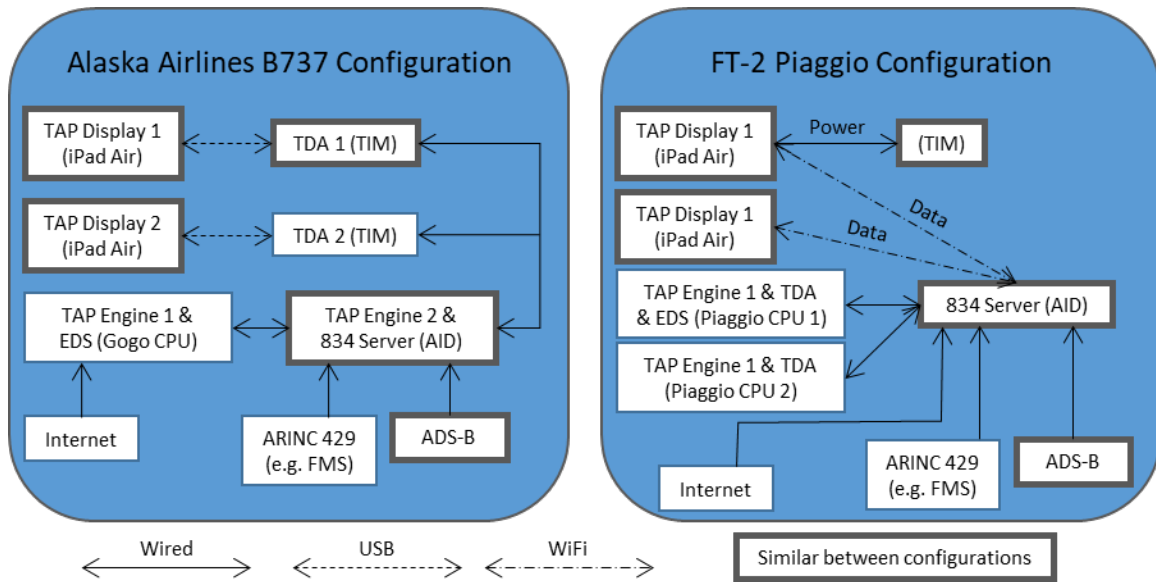 Alaska Airlines B737 Configuration
TAP Display 1
(iPad Air)
TDA 1 (TIM)
TAP Display 2
(iPad Air)
TDA 2 (TIM)
TAP Engine 1 &
EDS (Gogo CPU)
TAP Engine 2 &
834 Server (AID)
Internet
ARINC 429
(e.g. FMS)
ADS-B
FT-2 Piaggio Configuration
TAP Display 1
(iPad Air)
Power
(TIM)
Data
TAP Display 1
(iPad Air)
Data
TAP Engine 1 & TDA
& EDS (Piaggio CPU 1)
834 Server (AID)
TAP Engine 1 & TDA
(Piaggio CPU 2)
Internet
ARINC 429
(e.g. FMS)
ADS-B
Wired
USB
WiFi
Similar between configurations